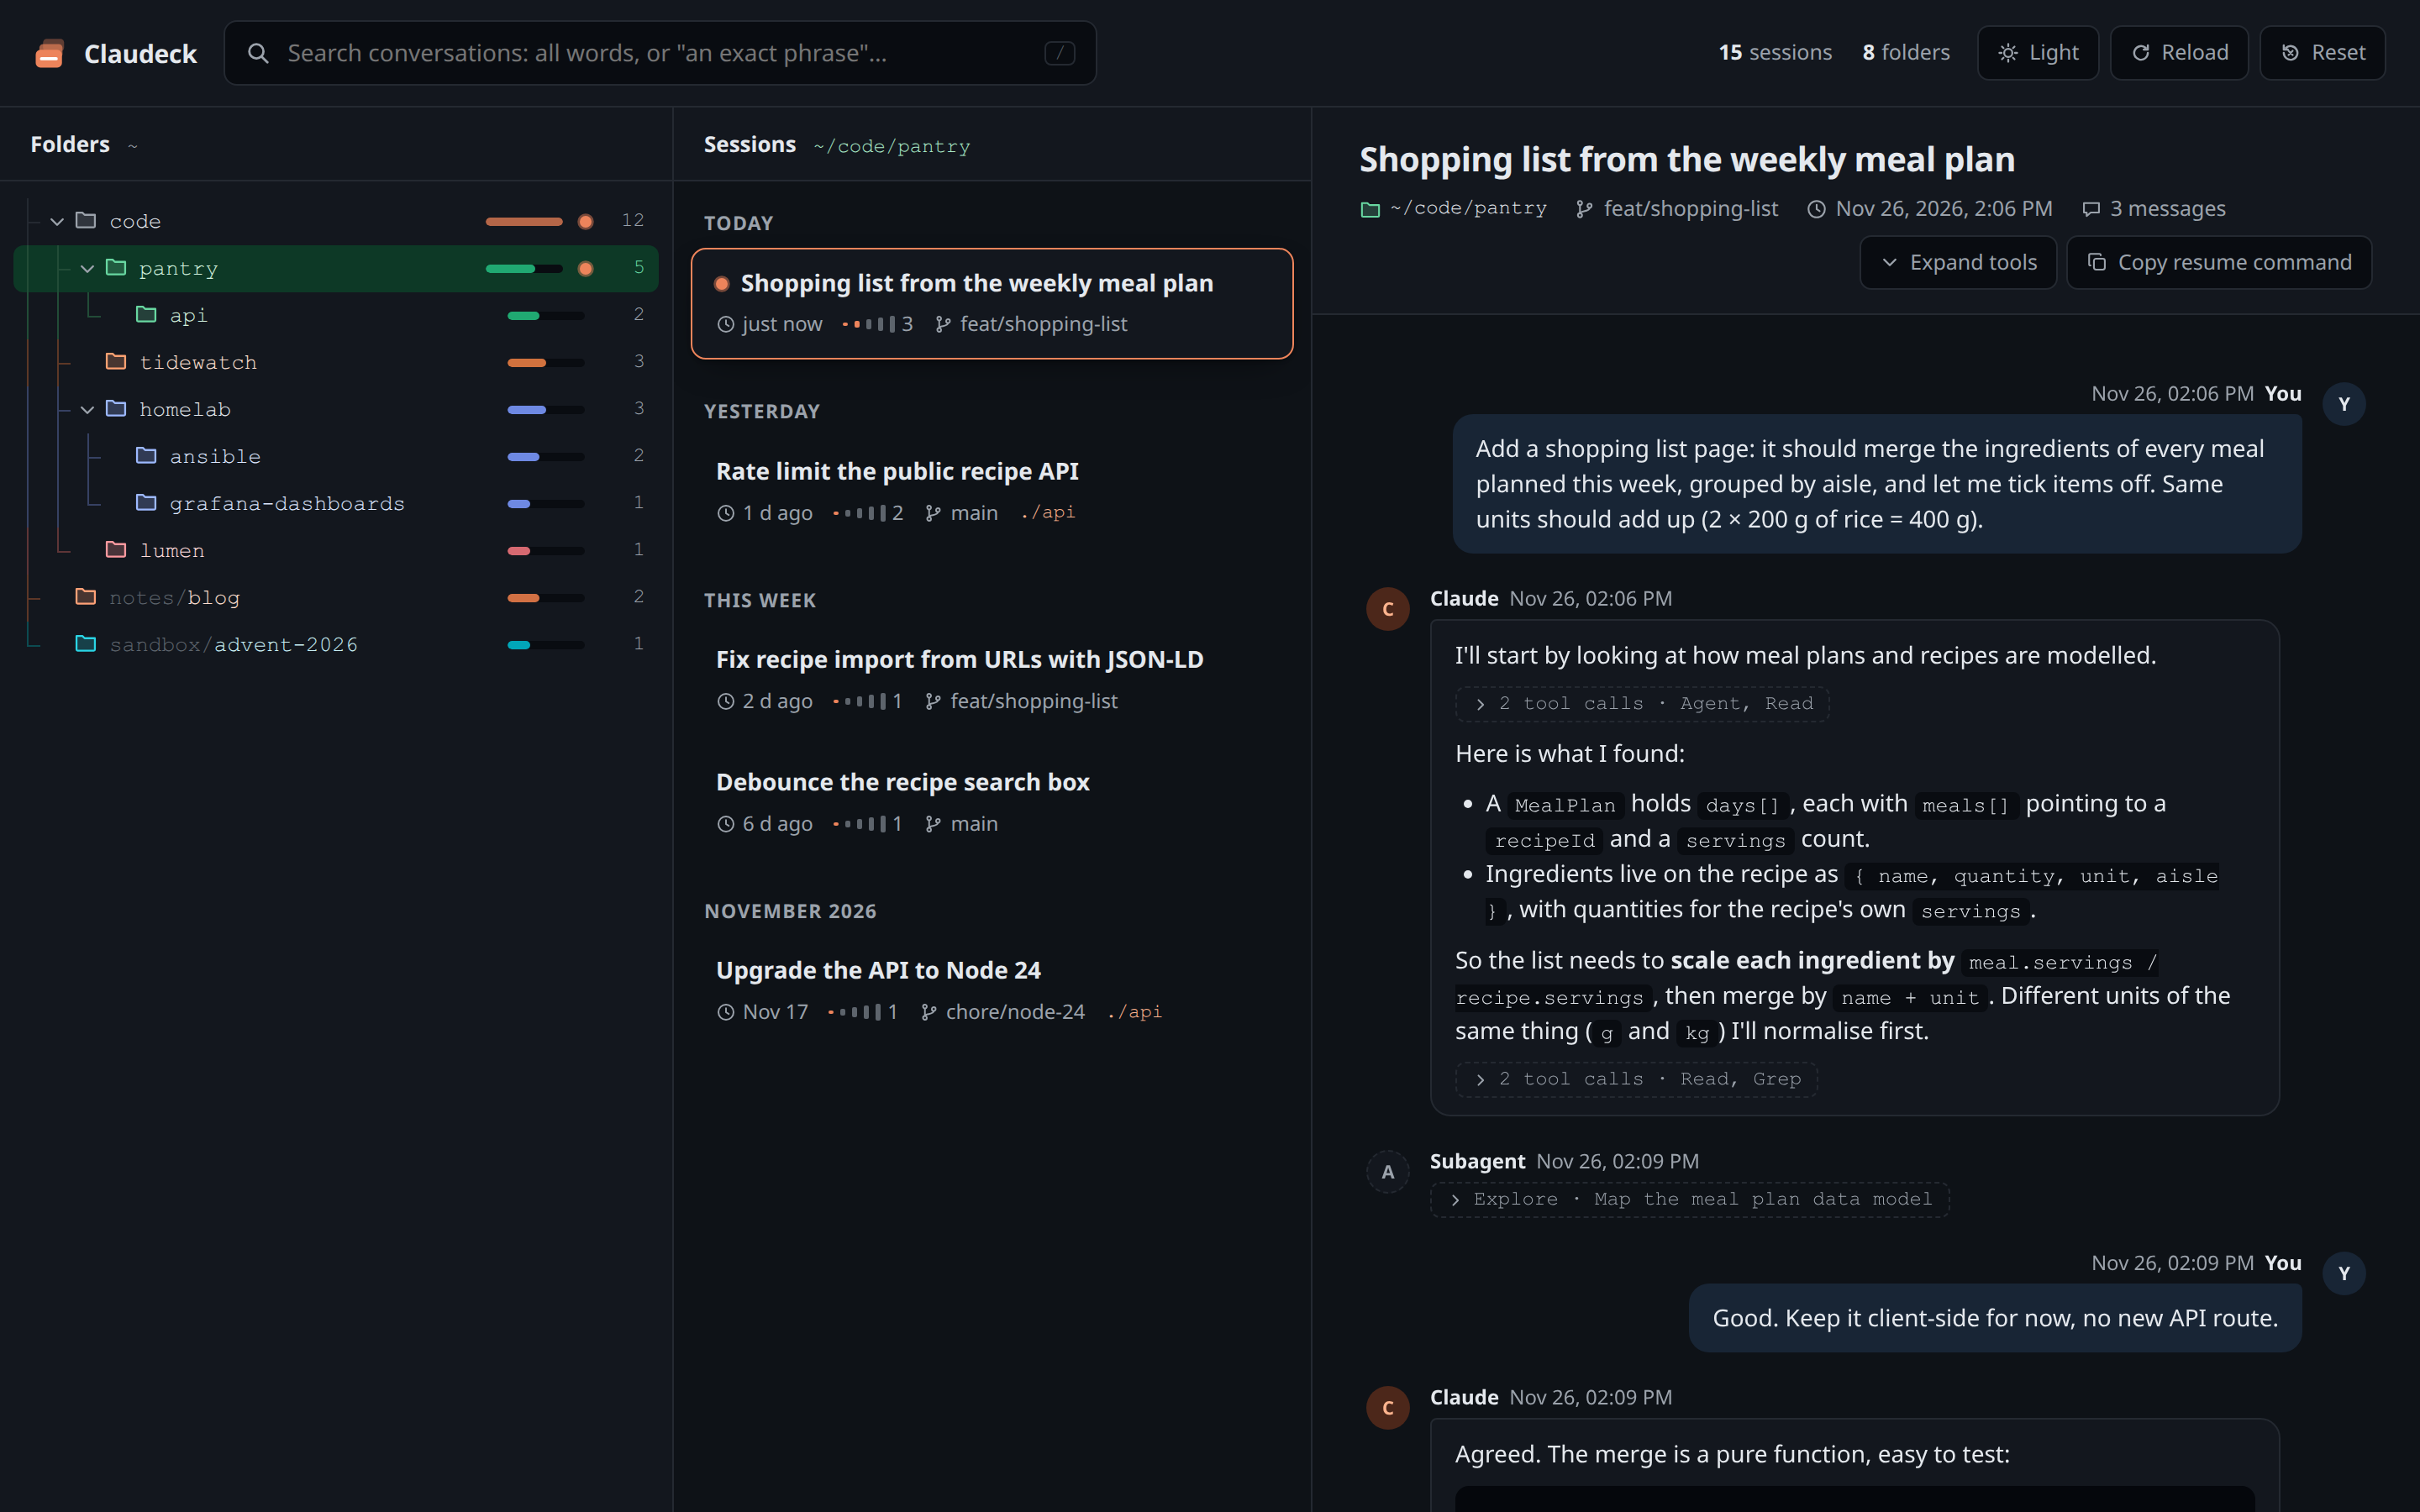 Claudeck
Search conversations: all words, or "an exact phrase"...
/
15 sessions
8 folders
Light
Reload
Reset
Folders ~
code 12
pantry 5
api 2
tidewatch 3
homelab 3
ansible 2
grafana-dashboards 1
lumen 1
notes/blog 2
sandbox/advent-2026 1
Sessions ~/code/pantry
TODAY
Shopping list from the weekly meal plan
just now 3 feat/shopping-list
YESTERDAY
Rate limit the public recipe API
1 d ago 2 main ./api
THIS WEEK
Fix recipe import from URLs with JSON-LD
2 d ago 1 feat/shopping-list
Debounce the recipe search box
6 d ago 1 main
NOVEMBER 2026
Upgrade the API to Node 24
Nov 17 1 chore/node-24 ./api
Shopping list from the weekly meal plan
~/code/pantry feat/shopping-list Nov 26, 2026, 2:06 PM 3 messages
Expand tools
Copy resume command
Nov 26, 02:06 PM You
Y
Add a shopping list page: it should merge the ingredients of every meal
planned this week, grouped by aisle, and let me tick items off. Same
units should add up (2 × 200 g of rice = 400 g).
C
Claude Nov 26, 02:06 PM
I'll start by looking at how meal plans and recipes are modelled.
2 tool calls · Agent, Read
Here is what I found:
• A MealPlan holds days[], each with meals[] pointing to a
recipeId and a servings count.
• Ingredients live on the recipe as { name, quantity, unit, aisle
}, with quantities for the recipe's own servings.
So the list needs to scale each ingredient by meal.servings /
recipe.servings, then merge by name + unit. Different units of the
same thing (g and kg) I'll normalise first.
2 tool calls · Read, Grep
A
Subagent Nov 26, 02:09 PM
Explore · Map the meal plan data model
Nov 26, 02:09 PM You
Y
Good. Keep it client-side for now, no new API route.
C
Claude Nov 26, 02:09 PM
Agreed. The merge is a pure function, easy to test: